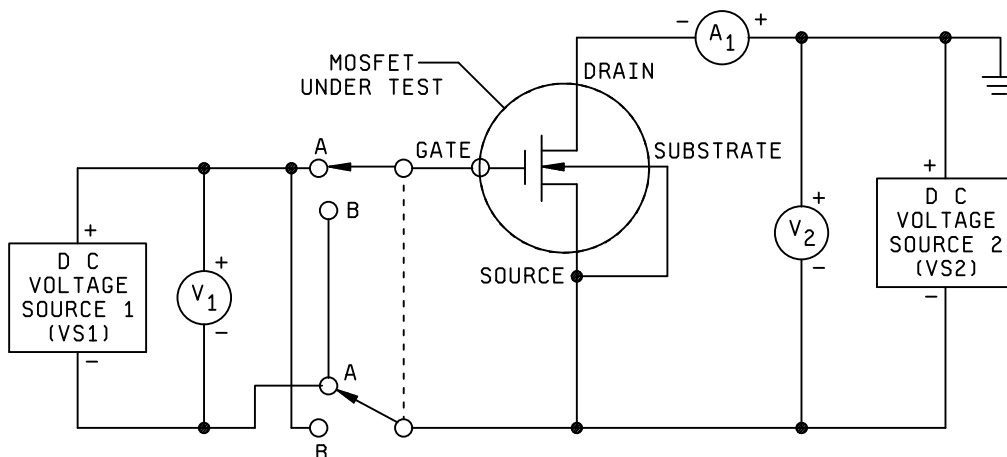 MOSFET
UNDER TEST
DRAIN
- A1 +
A
GATE
SUBSTRATE
B
+
D C
VOLTAGE
SOURCE 1
(VS1)
-
+
V1
-
SOURCE
+
V2
-
+
D C
VOLTAGE
SOURCE 2
(VS2)
-
A
B